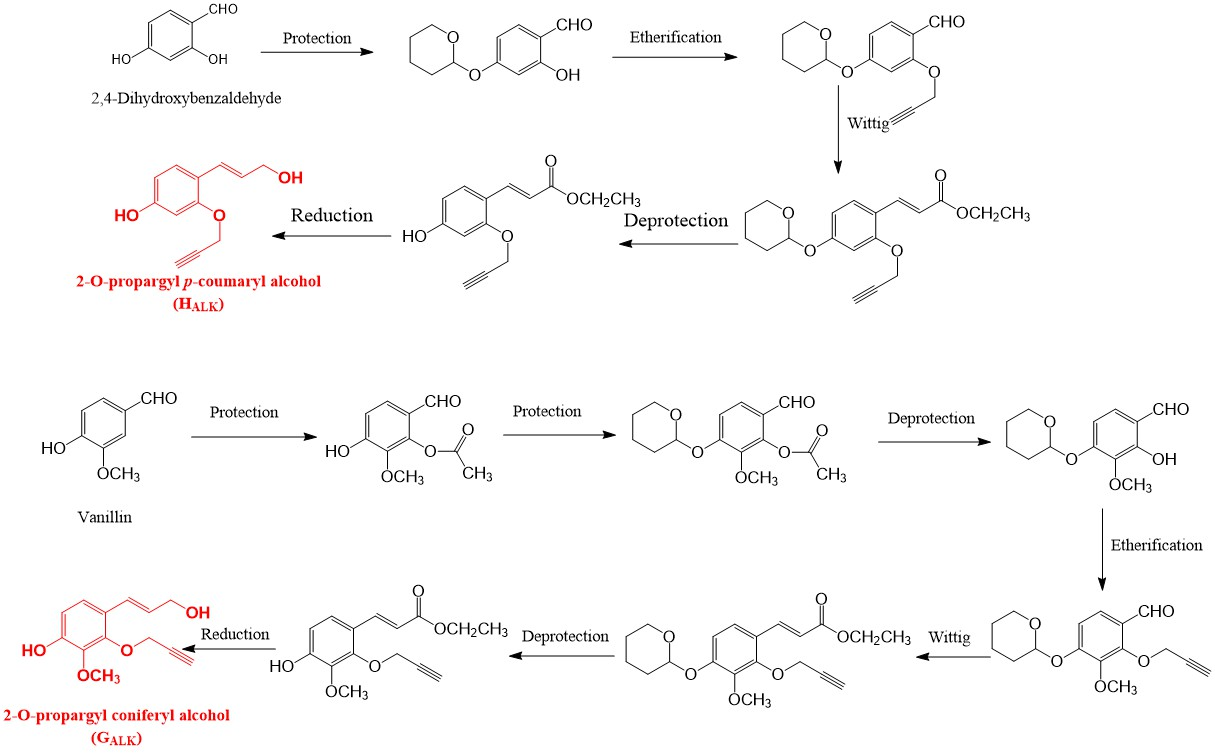 CHO
HO
OH
2,4-Dihydroxybenzaldehyde
Protection
O
O
CHO
OH
Etherification
O
O
CHO
O
Wittig
O
O
O
OCH₂CH₃
O
Deprotection
O
OCH₂CH₃
HO
O
Reduction
OH
HO
O
2-O-propargyl p-coumaryl alcohol
(H_ALK)
CHO
HO
OCH₃
Vanillin
Protection
CHO
HO
O
O
OCH₃
CH₃
Protection
O
CHO
O
O
O
OCH₃
CH₃
Deprotection
O
CHO
O
OH
OCH₃
Etherification
O
CHO
O
O
OCH₃
Wittig
O
O
OCH₂CH₃
O
O
OCH₃
Deprotection
O
OCH₂CH₃
HO
O
OCH₃
Reduction
OH
HO
O
OCH₃
2-O-propargyl coniferyl alcohol
(G_ALK)